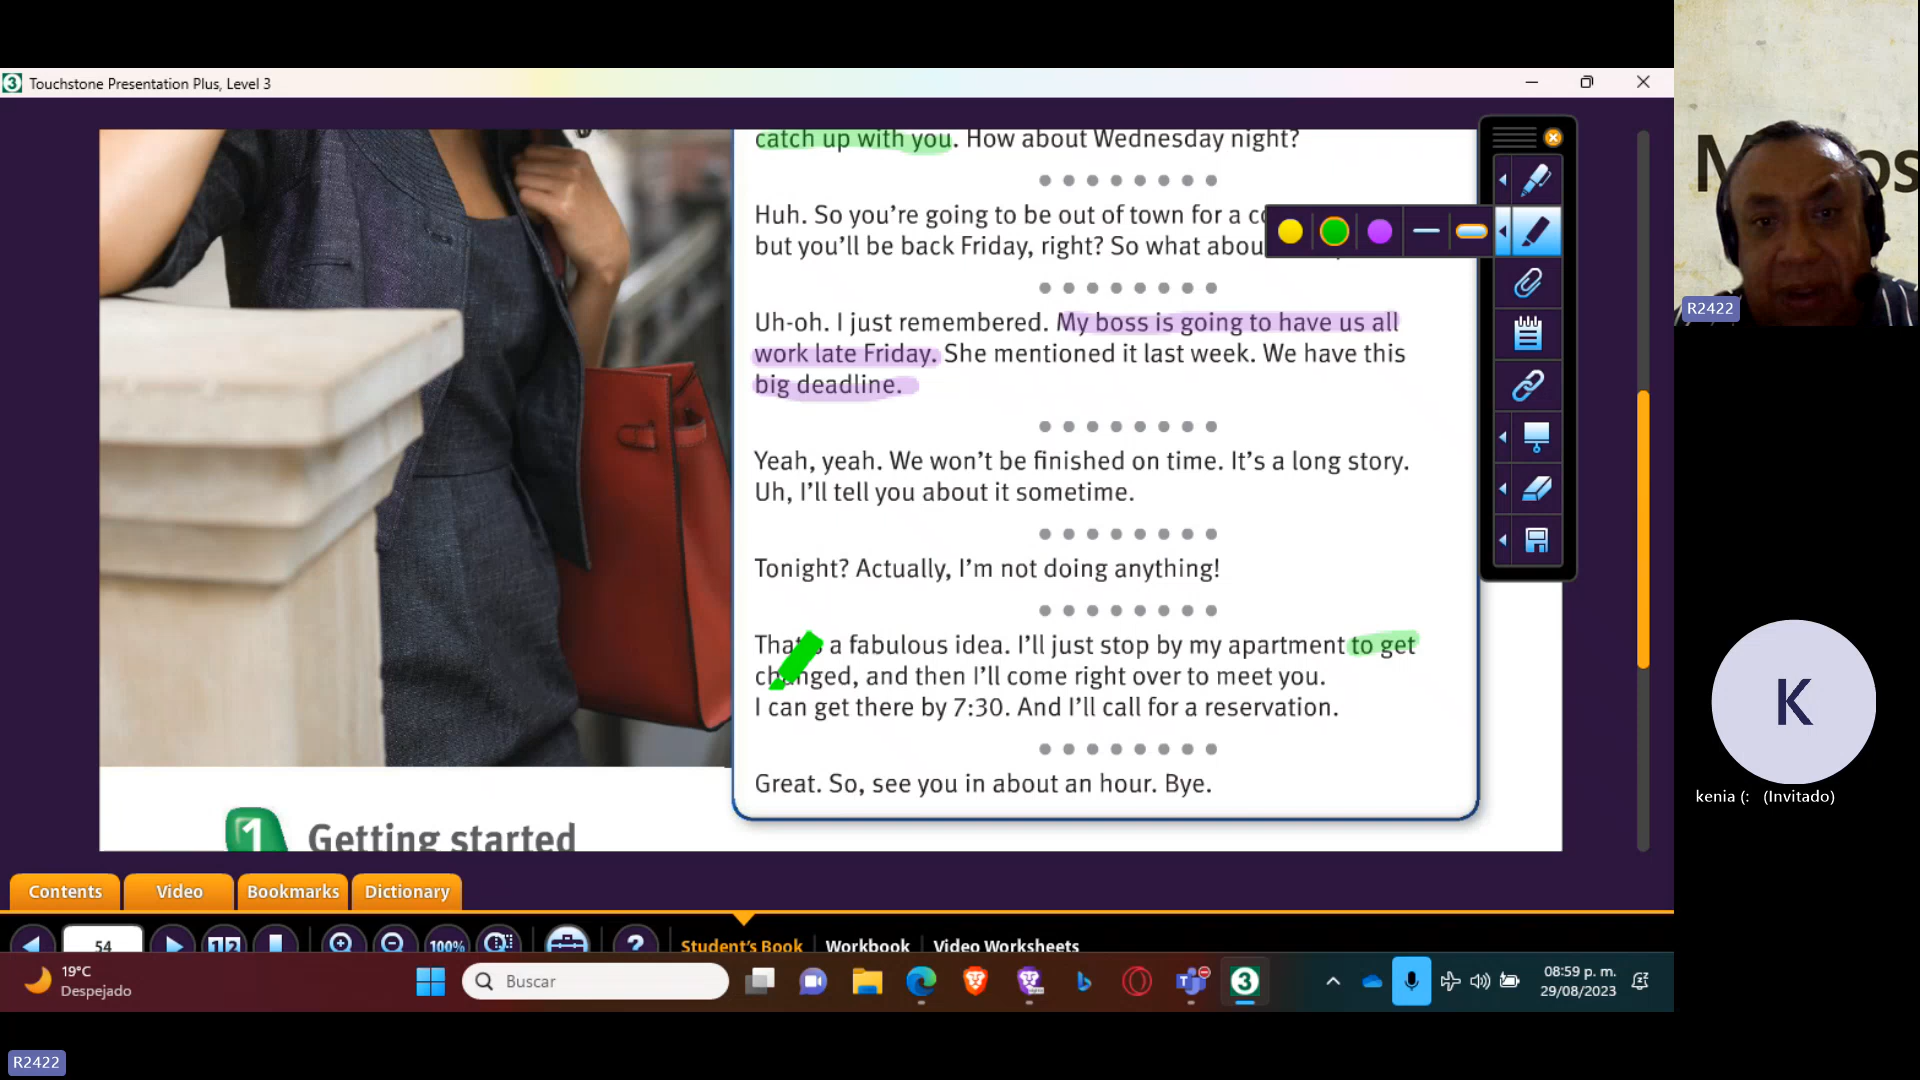 Touchstone Presentation Plus, Level 3
catch up with you. How about Wednesday night?
Huh. So you're going to be out of town for a
but you'll be back Friday, right? So what
Uh-oh. I just remembered. My boss is going to have us all
work late Friday. She mentioned it last week. We have this
big deadline.
Yeah, yeah. We won't be finished on time. It's a long story.
Uh, I'll tell you about it sometime.
Tonight? Actually, I'm not doing anything!
That's a fabulous idea. I'll just stop by my apartment to get
changed, and then I'll come right over to meet you.
I can get there by 7:30. And I'll call for a reservation.
Great. So, see you in about an hour. Bye.
1 Getting started
Contents Video Bookmarks Dictionary
54 12 100% ? Student's Book Workbook Video Worksheets
19°C
Despejado
Buscar
08:59 p. m.
29/08/2023
R2422
R2422
K
kenia (: (Invitado)